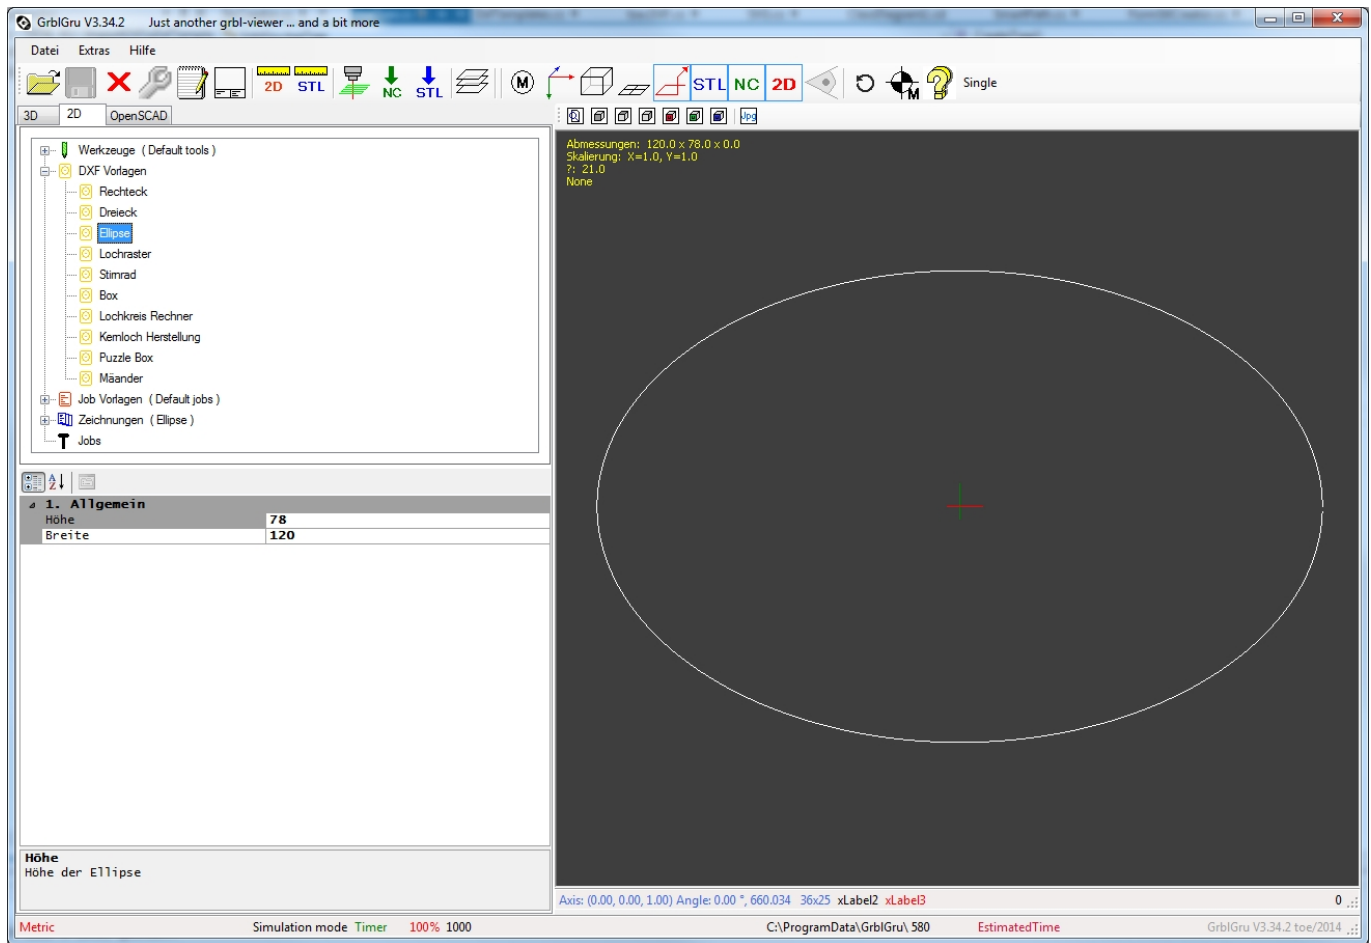 GrblGru V3.34.2 Just another grbl-viewer ... and a bit more
Datei Extras Hilfe
2D STL NC STL M STL NC 2D M Single
3D 2D OpenSCAD
Jpg
Werkzeuge ( Default tools )
DXF Vorlagen
Rechteck
Dreieck
Ellipse
Lochraster
Stirnrad
Box
Lochkreis Rechner
Kernloch Herstellung
Puzzle Box
Mäander
Job Vorlagen ( Default jobs )
Zeichnungen ( Ellipse )
Jobs
Abmessungen: 120.0 x 78.0 x 0.0
Skalierung: X=1.0, Y=1.0
?: 21.0
None
1. Allgemein
Höhe 78
Breite 120
Höhe
Höhe der Ellipse
Axis: (0.00, 0.00, 1.00) Angle: 0.00 °, 660.034 36x25 xLabel2 xLabel3 0
Metric Simulation mode Timer 100% 1000 C:\ProgramData\GrblGru\ 580 EstimatedTime GrblGru V3.34.2 toe/2014